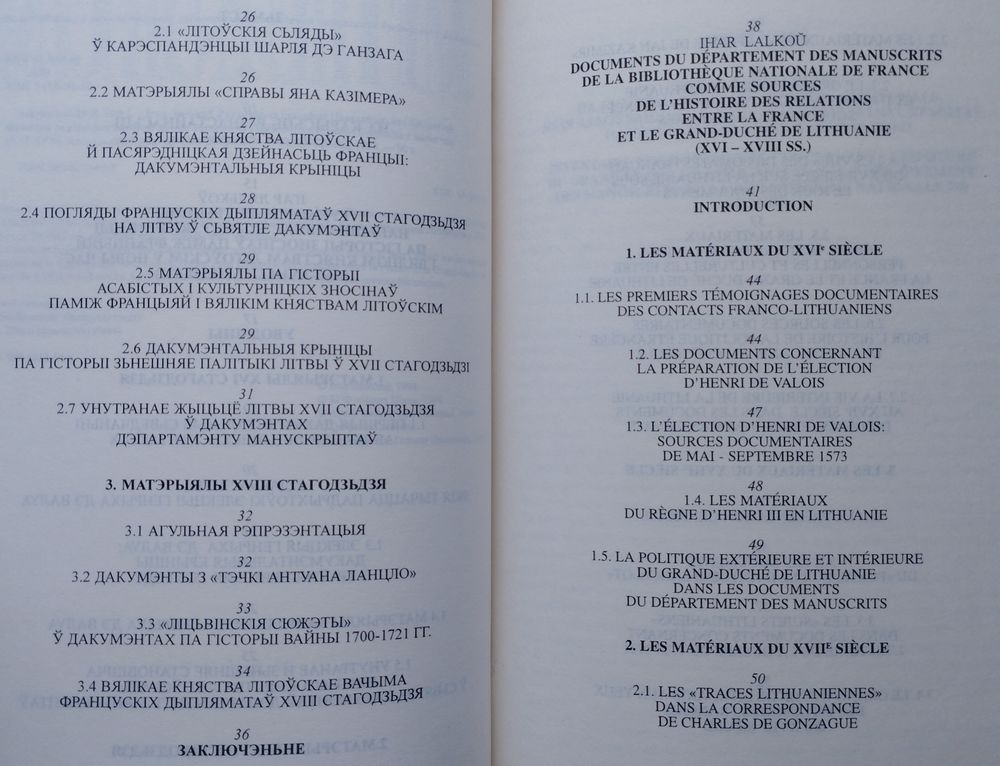 26
2.1 «ЛІТОЎСКІЯ СЬЛЯДЫ»
Ў КАРЭСПАНДЭНЦЫІ ШАРЛЯ ДЭ ГАНЗАГА
26
2.2 МАТЭРЫЯЛЫ «СПРАВЫ ЯНА КАЗІМЕРА»
27
2.3 ВЯЛІКАЕ КНЯСТВА ЛІТОЎСКАЕ
Й ПАСЯРЭДНІЦКАЯ ДЗЕЙНАСЬЦЬ ФРАНЦЫІ:
ДАКУМЭНТАЛЬНЫЯ КРЫНІЦЫ
28
2.4 ПОГЛЯДЫ ФРАНЦУСКІХ ДЫПЛЯМАТАЎ XVII СТАГОДЗЬДЗЯ
НА ЛІТВУ Ў СЬВЯТЛЕ ДАКУМЭНТАЎ
29
2.5 МАТЭРЫЯЛЫ ПА ГІСТОРЫІ
АСАБІСТЫХ І КУЛЬТУРНІЦКІХ ЗНОСІНАЎ
ПАМІЖ ФРАНЦЫЯЙ І ВЯЛІКІМ КНЯСТВАМ ЛІТОЎСКІМ
29
2.6 ДАКУМЭНТАЛЬНЫЯ КРЫНІЦЫ
ПА ГІСТОРЫІ ЗЬНЕШНЯЕ ПАЛІТЫКІ ЛІТВЫ Ў XVII СТАГОДЗЬДЗІ
31
2.7 УНУТРАНАЕ ЖЫЦЬЦЁ ЛІТВЫ XVII СТАГОДЗЬДЗЯ
Ў ДАКУМЭНТАХ
ДЭПАРТАМЭНТУ МАНУСКРЫПТАЎ
3. МАТЭРЫЯЛЫ XVIII СТАГОДЗЬДЗЯ
32
3.1 АГУЛЬНАЯ РЭПРЭЗЭНТАЦЫЯ
32
3.2 ДАКУМЭНТЫ З «ТЭЧКІ АНТУАНА ЛАНЦЛО»
33
3.3 «ЛІЦЬВІНСКІЯ СЮЖЭТЫ»
Ў ДАКУМЭНТАХ ПА ГІСТОРЫІ ВАЙНЫ 1700-1721 ГГ.
34
3.4 ВЯЛІКАЕ КНЯСТВА ЛІТОЎСКАЕ ВАЧЫМА
ФРАНЦУСКІХ ДЫПЛЯМАТАЎ XVIII СТАГОДЗЬДЗЯ
36
ЗАКЛЮЧЭНЬНЕ
38
IHAR LALKOŬ
DOCUMENTS DU DÉPARTEMENT DES MANUSCRITS
DE LA BIBLIOTHÈQUE NATIONALE DE FRANCE
COMME SOURCES
DE L'HISTOIRE DES RELATIONS
ENTRE LA FRANCE
ET LE GRAND-DUCHÉ DE LITHUANIE
(XVI – XVIII SS.)
41
INTRODUCTION
1. LES MATÉRIAUX DU XVIe SIÈCLE
44
1.1. LES PREMIERS TÉMOIGNAGES DOCUMENTAIRES
DES CONTACTS FRANCO-LITHUANIENS
44
1.2. LES DOCUMENTS CONCERNANT
LA PRÉPARATION DE L'ÉLECTION
D'HENRI DE VALOIS
47
1.3. L'ÉLECTION D'HENRI DE VALOIS:
SOURCES DOCUMENTAIRES
DE MAI - SEPTEMBRE 1573
48
1.4. LES MATÉRIAUX
DU RÈGNE D'HENRI III EN LITHUANIE
49
1.5. LA POLITIQUE EXTÉRIEURE ET INTÉRIEURE
DU GRAND-DUCHÉ DE LITHUANIE
DANS LES DOCUMENTS
DU DÉPARTEMENT DES MANUSCRITS
2. LES MATÉRIAUX DU XVIIE SIÈCLE
50
2.1. LES «TRACES LITHUANIENNES»
DANS LA CORRESPONDANCE
DE CHARLES DE GONZAGUE